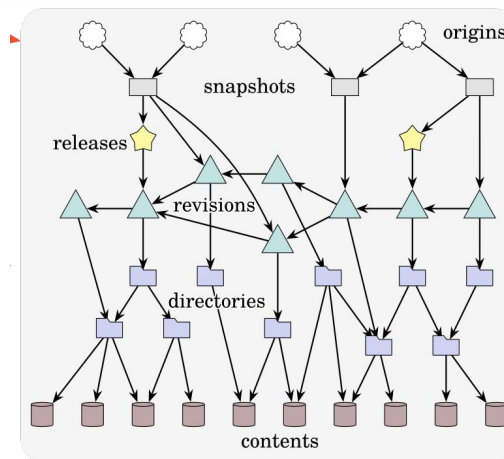 origins
snapshots
releases
revisions
directories
contents